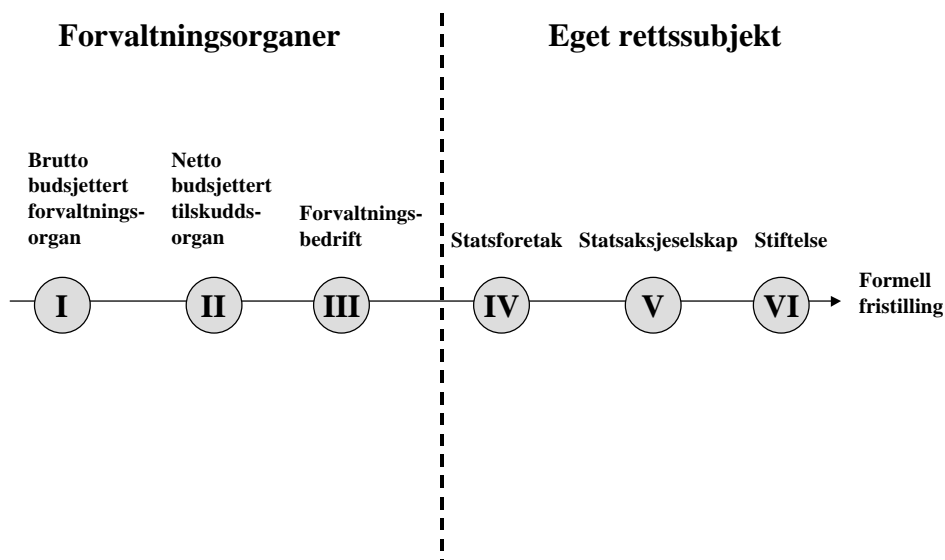 Forvaltningsorganer
Eget rettssubjekt
Brutto
budsjettert
forvaltnings-
organ
Netto
budsjettert
tilskudds-
organ
Forvaltnings-
bedrift
Statsforetak
Statsaksjeselskap
Stiftelse
I
II
III
IV
V
VI
Formell
fristilling